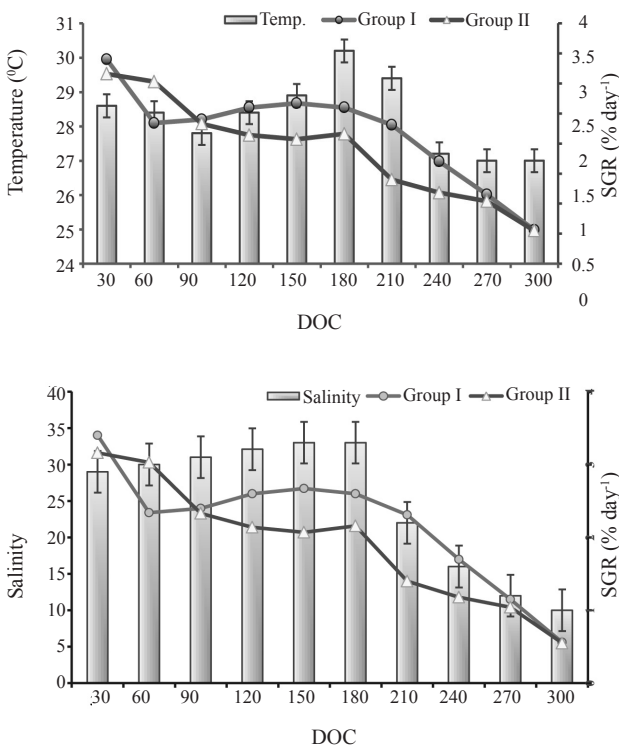 Temp. Group I Group II
Temperature (⁰C)
31
30
29
28
27
26
25
24
4
3.5
3
2.5
2
1.5
1
0.5
0
SGR (% day⁻¹)
30 60 90 120 150 180 210 240 270 300
DOC
Salinity Group I Group II
Salinity
40
35
30
25
20
15
10
5
0
SGR (% day⁻¹)
30 60 90 120 150 180 210 240 270 300
DOC